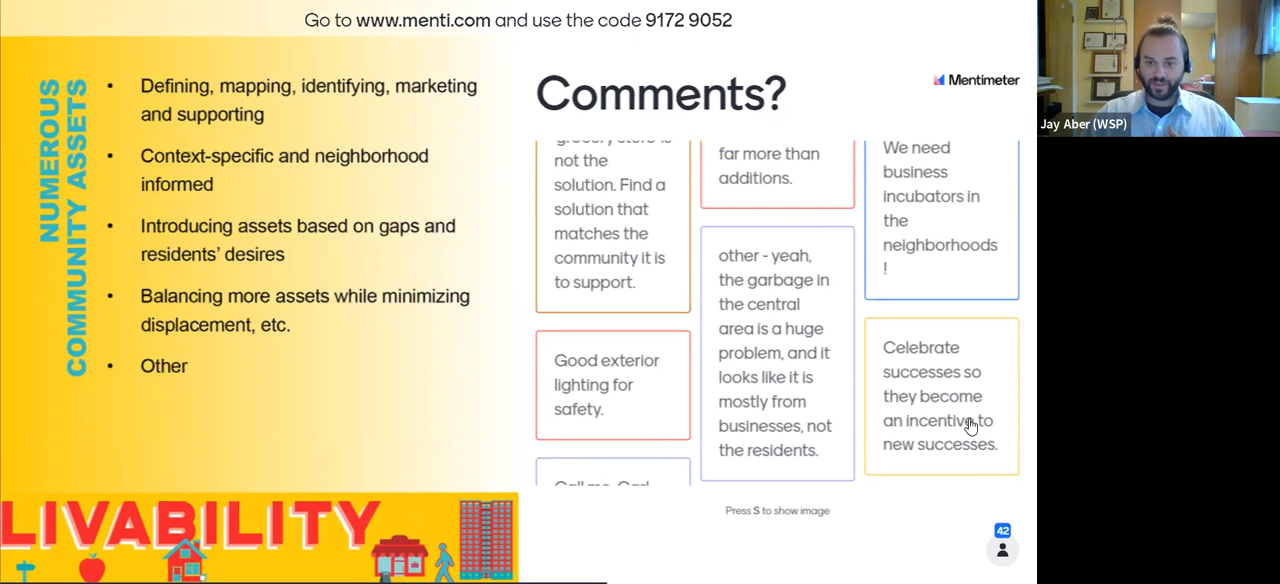 Go to www.menti.com and use the code 9172 9052
NUMEROUS
COMMUNITY ASSETS
• Defining, mapping, identifying, marketing
and supporting
• Context-specific and neighborhood
informed
• Introducing assets based on gaps and
residents' desires
• Balancing more assets while minimizing
displacement, etc.
• Other
LIVABILITY
Comments?
Mentimeter
grocery store is
not the
solution. Find a
solution that
matches the
community it is
to support.
Good exterior
lighting for
safety.
Call me. Carl
far more than
additions.
other - yeah,
the garbage in
the central
area is a huge
problem, and it
looks like it is
mostly from
businesses, not
the residents.
We need
business
incubators in
the
neighborhoods
!
Celebrate
successes so
they become
an incentive to
new successes.
Press S to show image
42
Jay Aber (WSP)